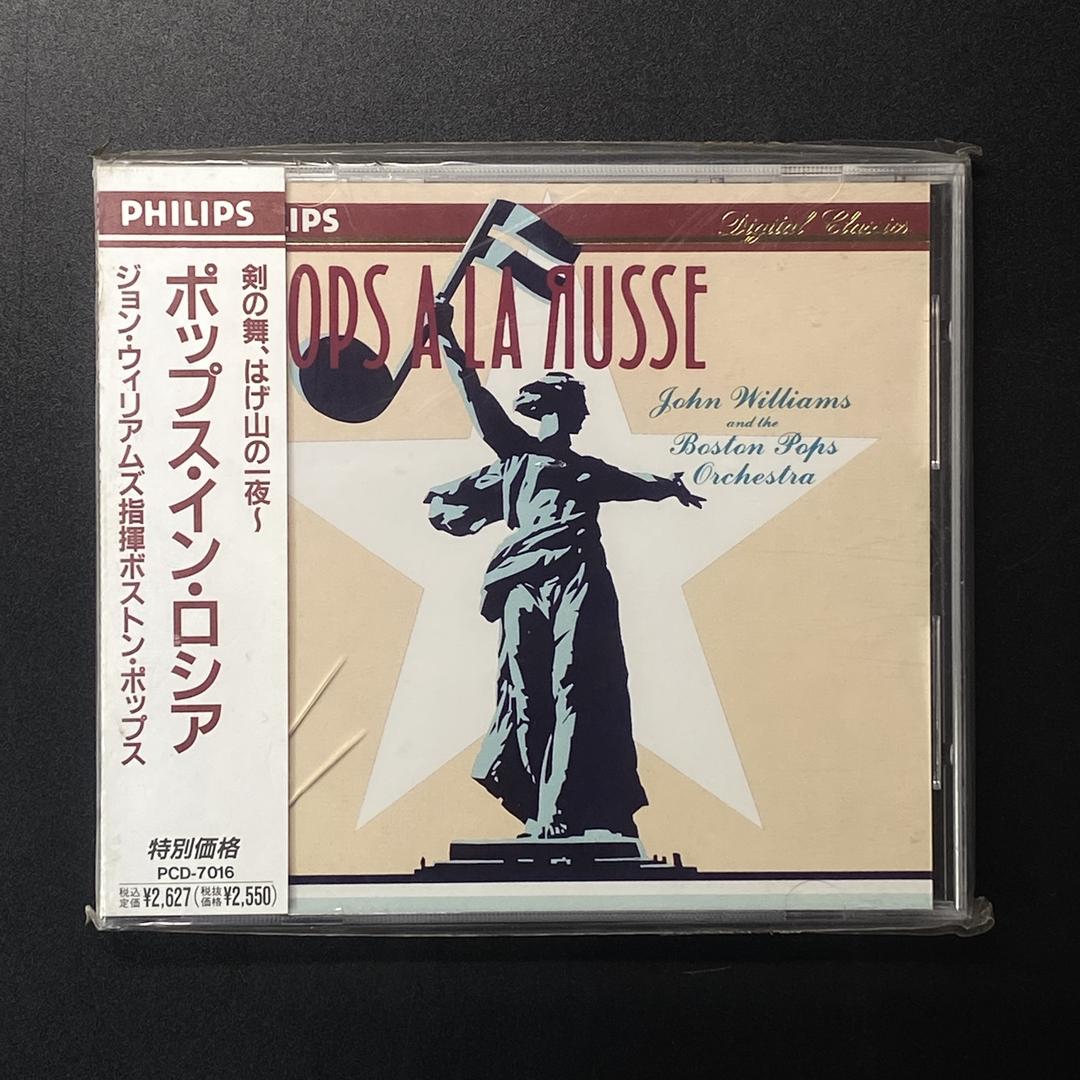 PHILIPS
剣の舞、はげ山の一夜〜
ポップス・イン・ロシア
ジョン・ウィリアムズ指揮ボストン・ポップス
特別価格
PCD-7016
税込定価¥2,627(税抜価格¥2,550)
IPS
Digital Classics
OPS A LA ЯUSSE
John Williams
and the
Boston Pops
Orchestra